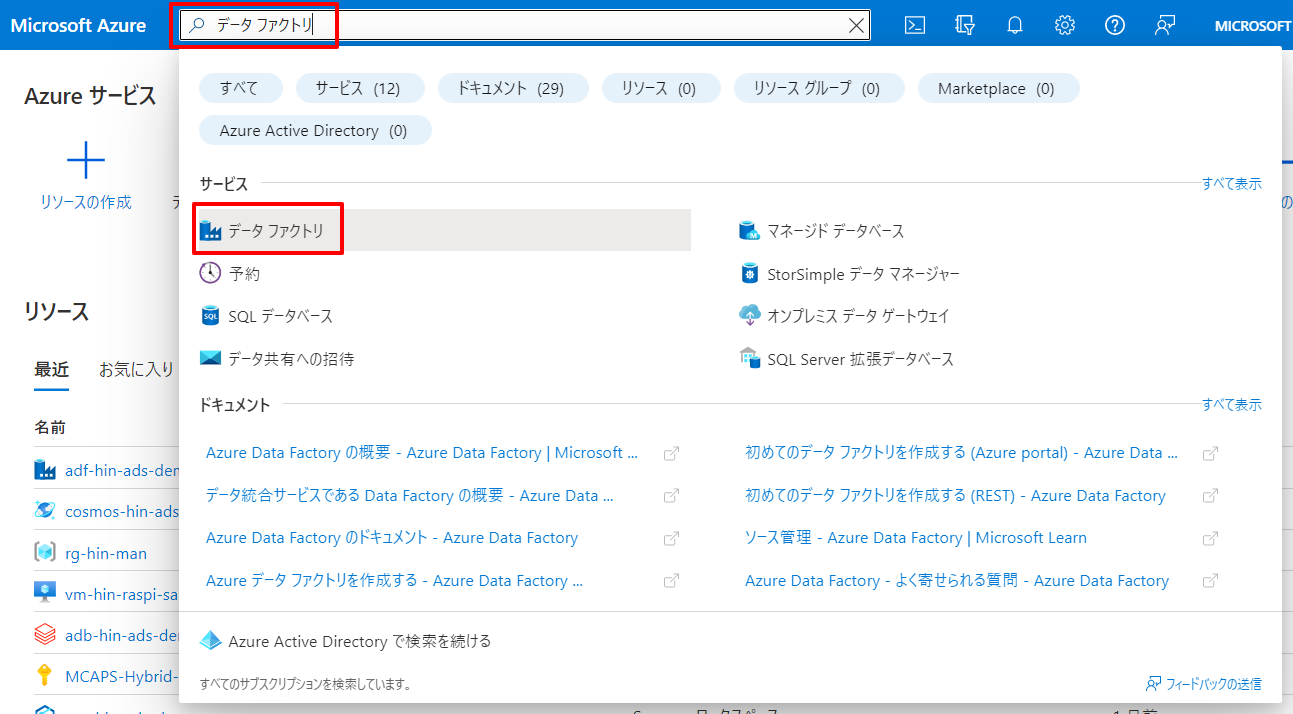 Microsoft Azure
データ ファクトリ
MICROSOFT
Azure サービス
すべて
サービス (12)
ドキュメント (29)
リソース (0)
リソース グループ (0)
Marketplace (0)
Azure Active Directory (0)
リソースの作成
サービス
すべて表示
データ ファクトリ
マネージド データベース
予約
StorSimple データ マネージャー
SQL データベース
オンプレミス データ ゲートウェイ
データ共有への招待
SQL Server 拡張データベース
リソース
最近
お気に入り
名前
adf-hin-ads-den
cosmos-hin-ads
rg-hin-man
vm-hin-raspi-sa
adb-hin-ads-den
MCAPS-Hybrid-
ドキュメント
すべて表示
Azure Data Factory の概要 - Azure Data Factory | Microsoft ...
初めてのデータ ファクトリを作成する (Azure portal) - Azure Data ...
データ統合サービスである Data Factory の概要 - Azure Data ...
初めてのデータ ファクトリを作成する (REST) - Azure Data Factory
Azure Data Factory のドキュメント - Azure Data Factory
ソース管理 - Azure Data Factory | Microsoft Learn
Azure データ ファクトリを作成する - Azure Data Factory ...
Azure Data Factory - よく寄せられる質問 - Azure Data Factory
Azure Active Directory で検索を続ける
すべてのサブスクリプションを検索しています。
フィードバックの送信